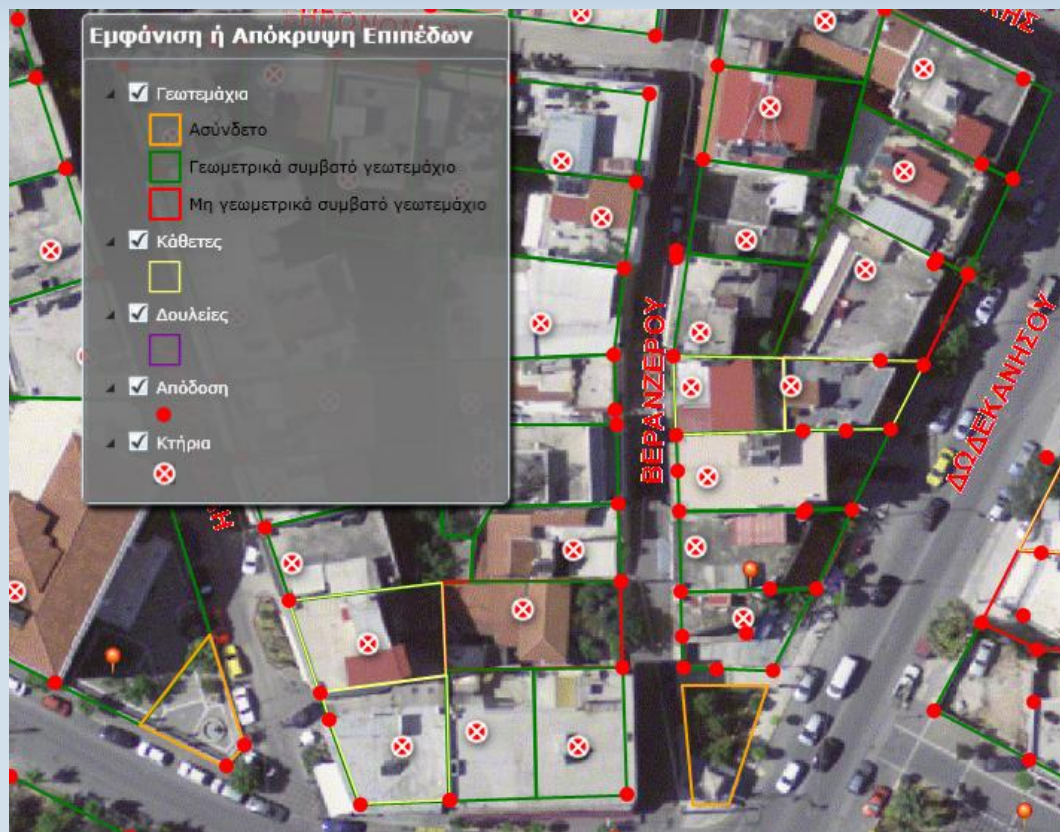 Εμφάνιση ή Απόκρυψη Επιπέδων
Γεωτεμάχια
Ασύνδετο
Γεωμετρικά συμβατό γεωτεμάχιο
Μη γεωμετρικά συμβατό γεωτεμάχιο
Κάθετες
Δουλείες
Απόδοση
Κτήρια
ΒΕΡΑΝΖΕΡΟΥ
ΔΩΔΕΚΑΝΗΣΟΥ